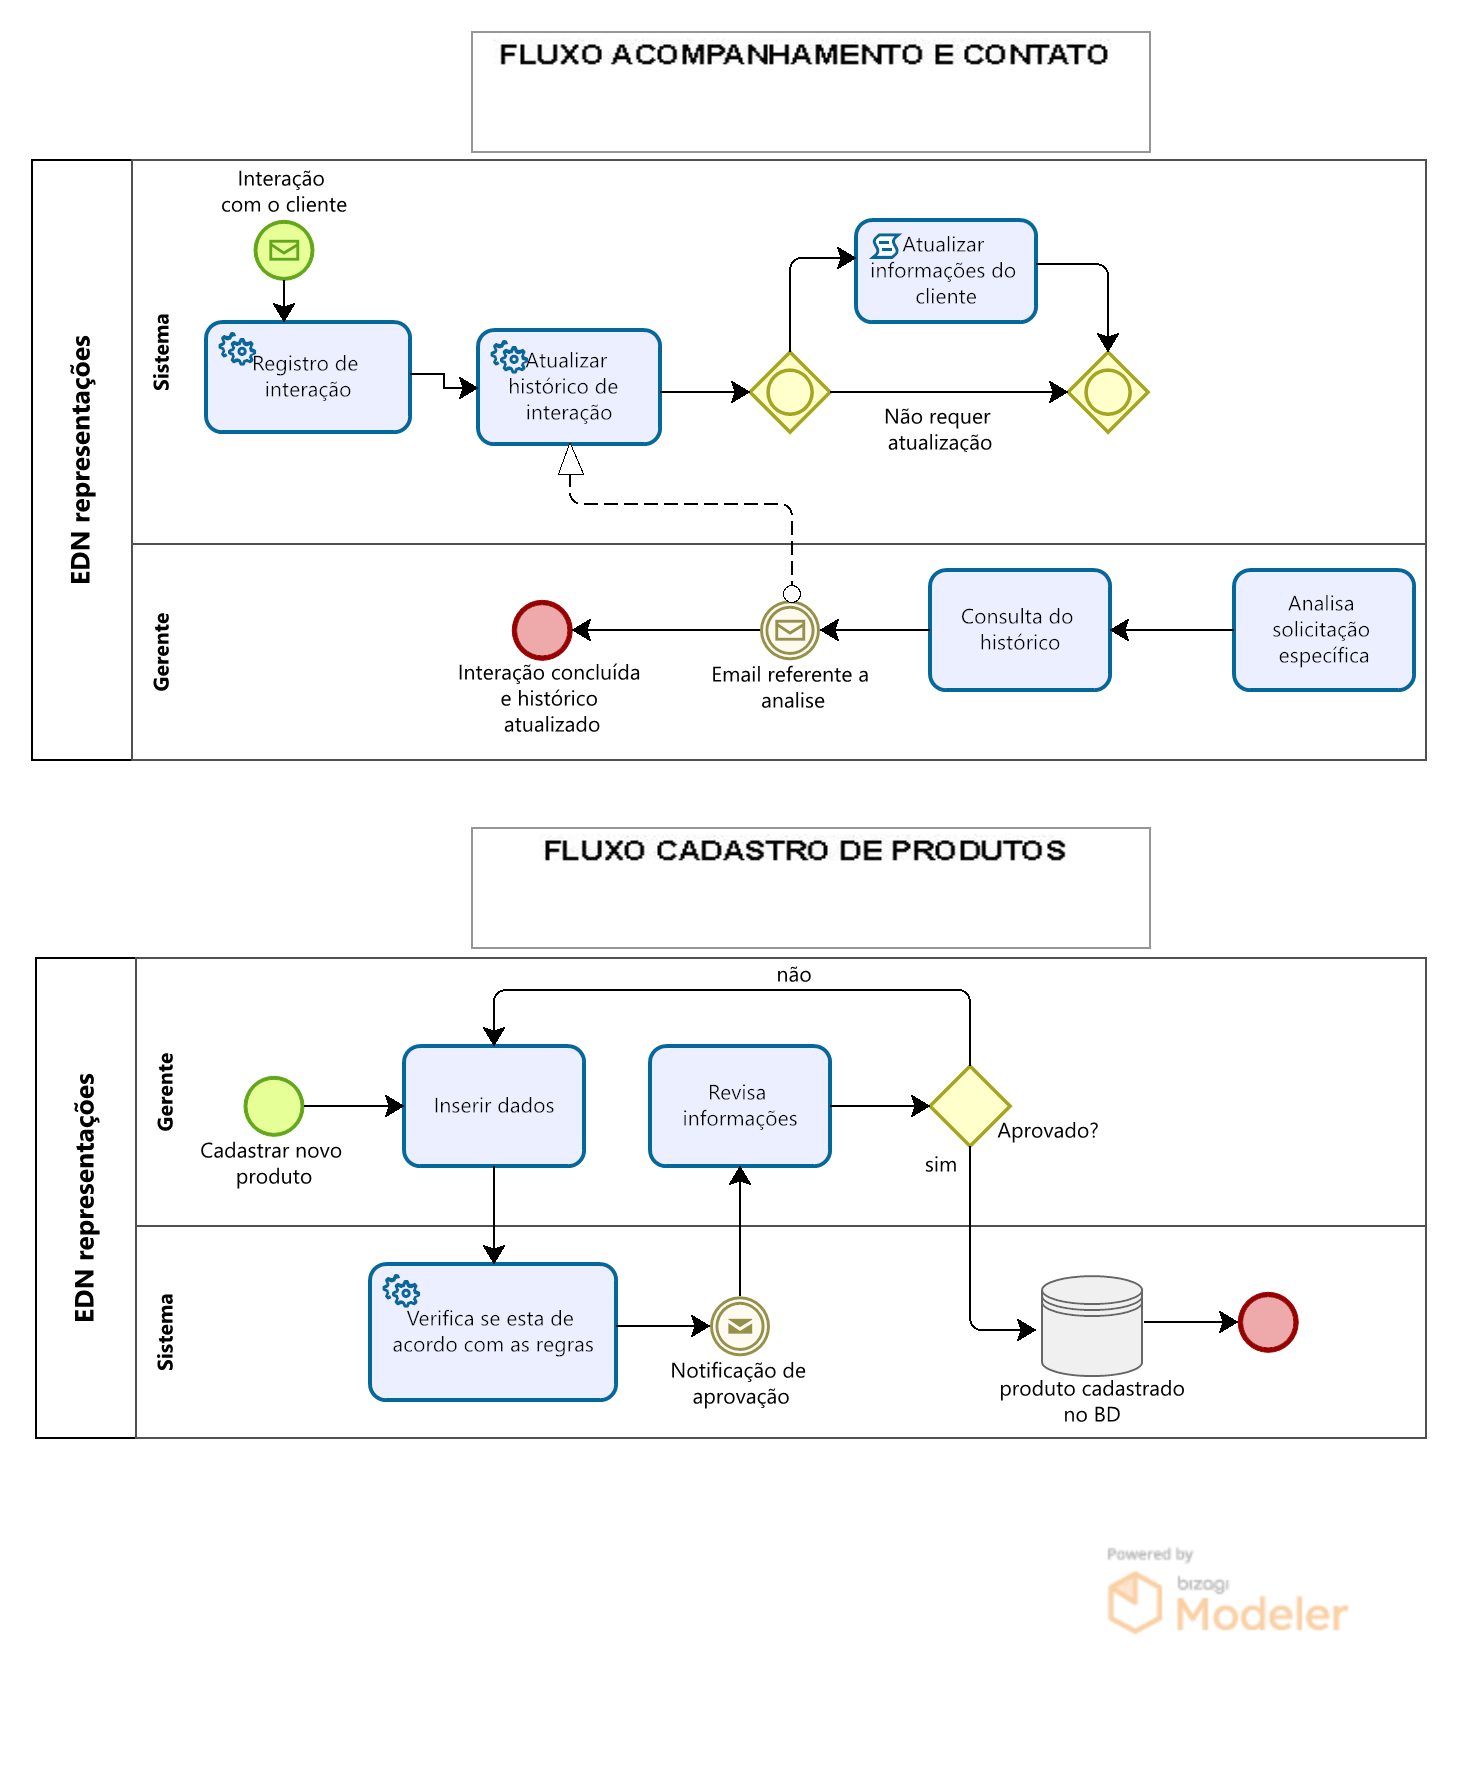 FLUXO ACOMPANHAMENTO E CONTATO
EDN representações
Sistema
Interação
com o cliente
Registro de
interação
Atualizar
histórico de
interação
Atualizar
informações do
cliente
Não requer
atualização
Gerente
Interação concluída
e histórico
atualizado
Email referente a
analise
Consulta do
histórico
Analisa
solicitação
específica
FLUXO CADASTRO DE PRODUTOS
EDN representações
Gerente
não
Cadastrar novo
produto
Inserir dados
Revisa
informações
Aprovado?
sim
Sistema
Verifica se esta de
acordo com as regras
Notificação de
aprovação
produto cadastrado
no BD
Powered by
bizagi
Modeler